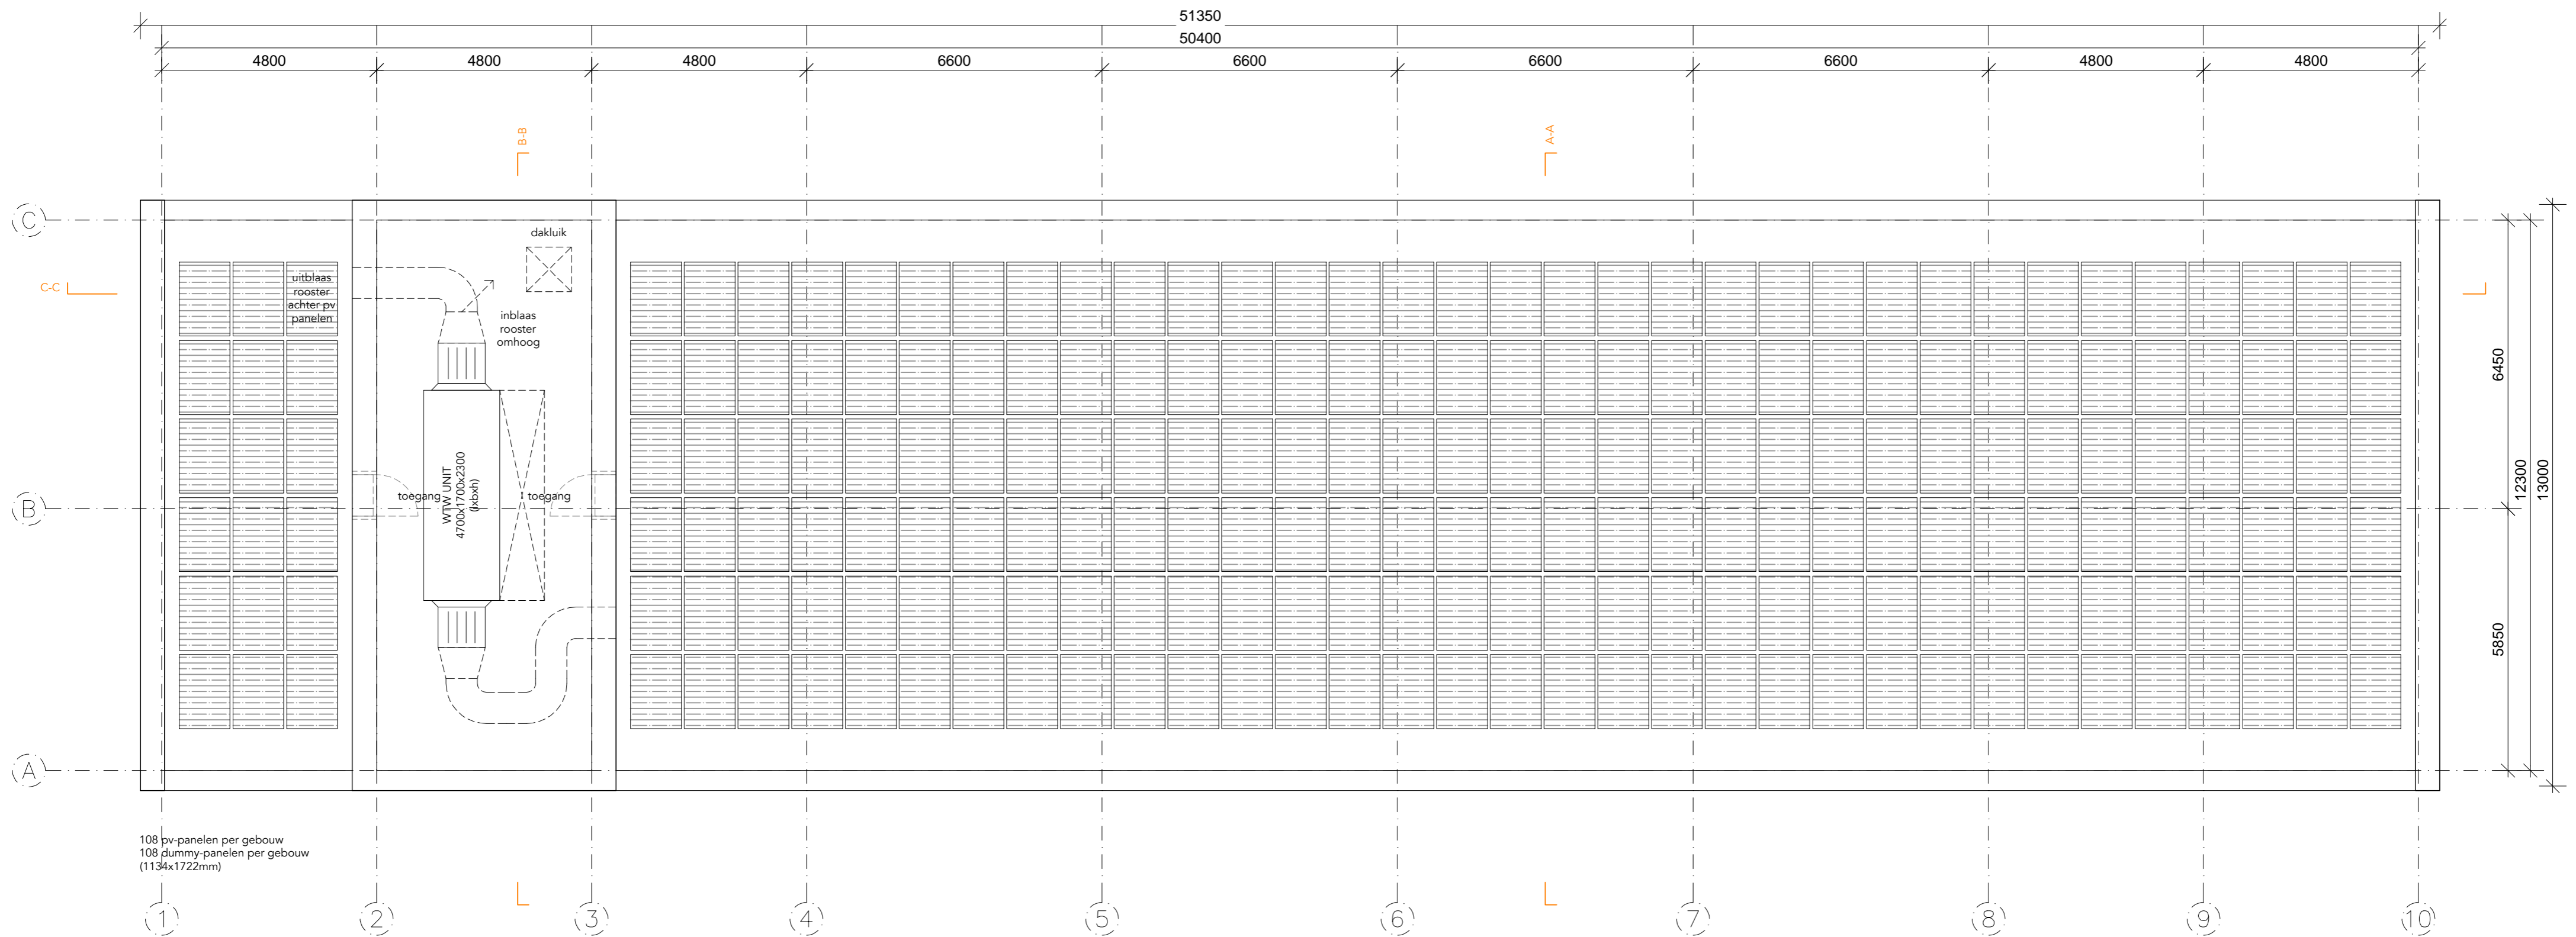 51350
50400
4800
4800
4800
6600
6600
6600
6600
4800
4800
B-B
A-A
C
dakluik
C-C
uitblaas
rooster
achter pv
panelen
inblaas
rooster
omhoog
6450
12300
13000
toegang
WTW UNIT
4700x1700x2300
(lxbxh)
toegang
B
5850
A
108 pv-panelen per gebouw
108 dummy-panelen per gebouw
(1134x1722mm)
1
2
3
4
5
6
7
8
9
10